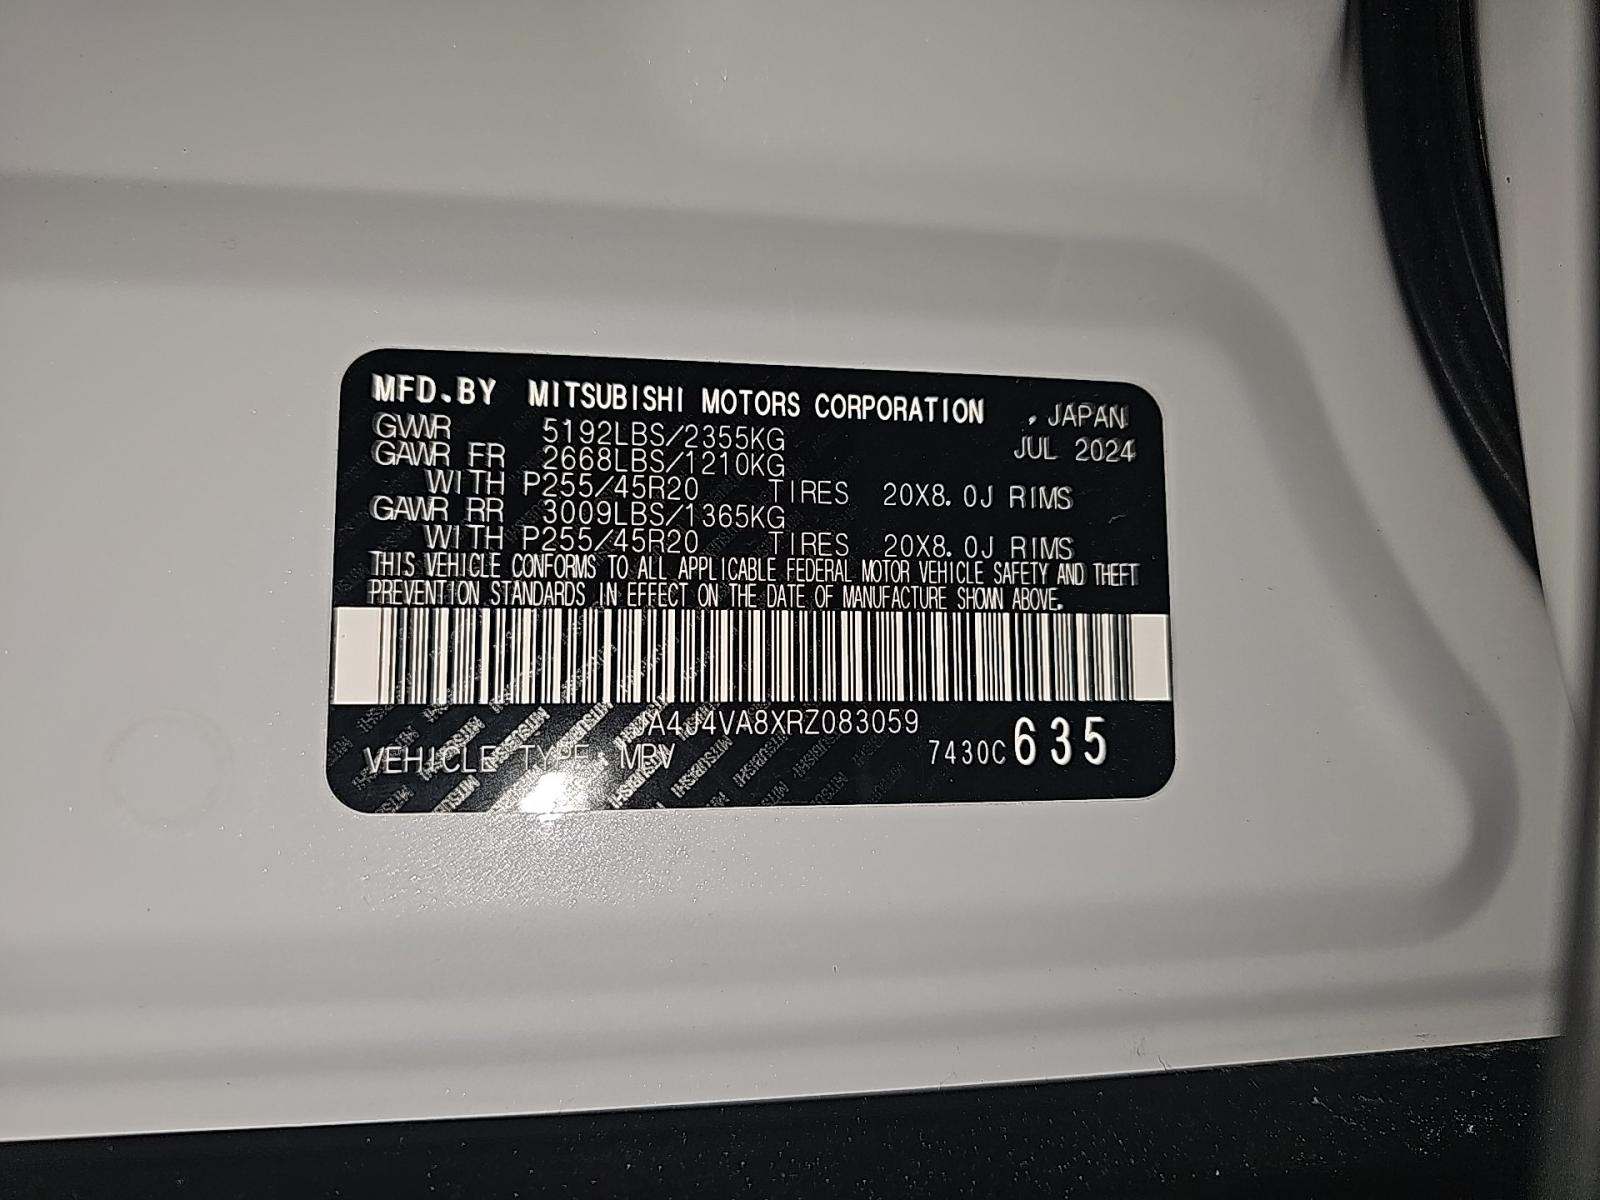 MFD.BY MITSUBISHI MOTORS CORPORATION , JAPAN
GVWR 5192LBS/2355KG JUL 2024
GAWR FR 2668LBS/1210KG
WITH P255/45R20 TIRES 20X8.0J RIMS
GAWR RR 3009LBS/1365KG
WITH P255/45R20 TIRES 20X8.0J RIMS
THIS VEHICLE CONFORMS TO ALL APPLICABLE FEDERAL MOTOR VEHICLE SAFETY AND THEFT
PREVENTION STANDARDS IN EFFECT ON THE DATE OF MANUFACTURE SHOWN ABOVE.
JA4J4VA8XRZ083059
VEHICLE TYPE: MPV 7430C 635